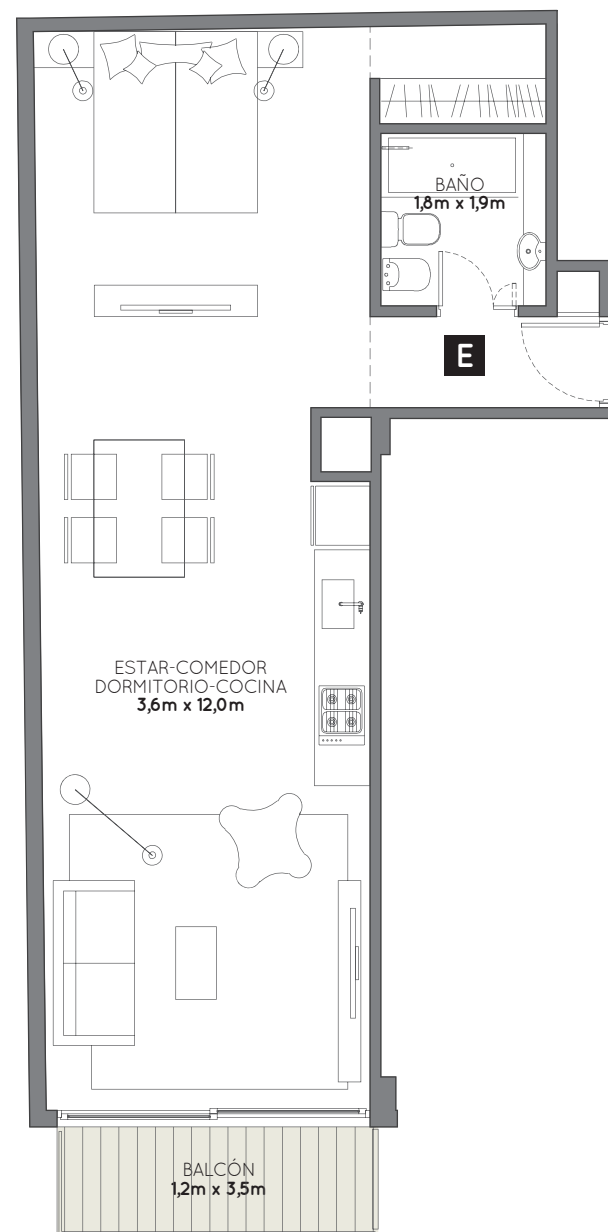 BAÑO
1,8m x 1,9m
E
ESTAR-COMEDOR
DORMITORIO-COCINA
3,6m x 12,0m
BALCÓN
1,2m x 3,5m